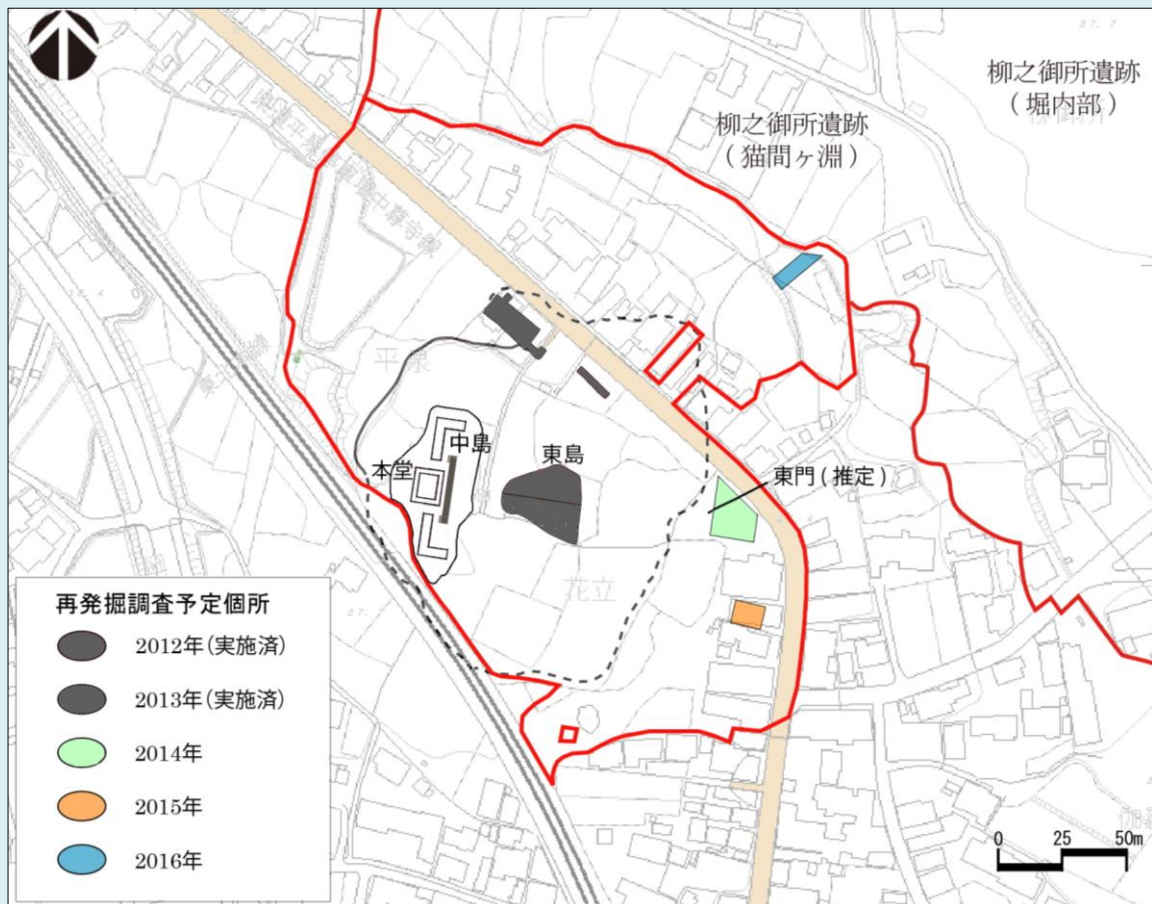 柳之御所遺跡
(堀内部)
柳之御所遺跡
(猫間ヶ淵)
平泉
中島
本堂
東島
東門(推定)
花立
再発掘調査予定個所
2012年(実施済)
2013年(実施済)
2014年
2015年
2016年
0 25 50m